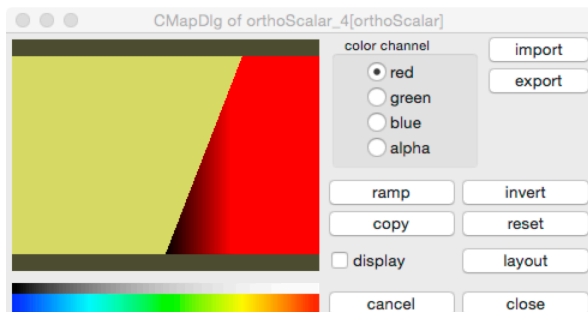 CMapDlg of orthoScalar_4[orthoScalar]
color channel
import
red
export
green
blue
alpha
ramp
invert
copy
reset
display
layout
cancel
close